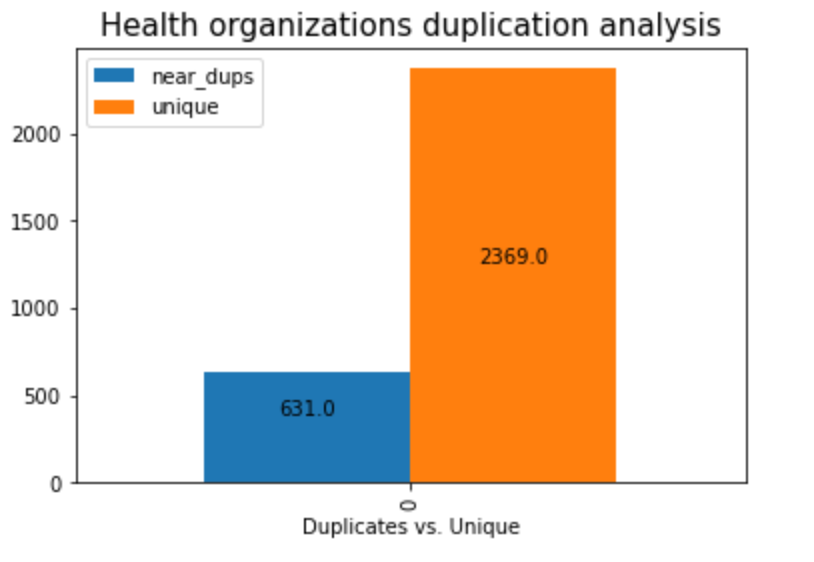 Health organizations duplication analysis
near_dups
unique
2000
1500
1000
500
0
2369.0
631.0
0
Duplicates vs. Unique